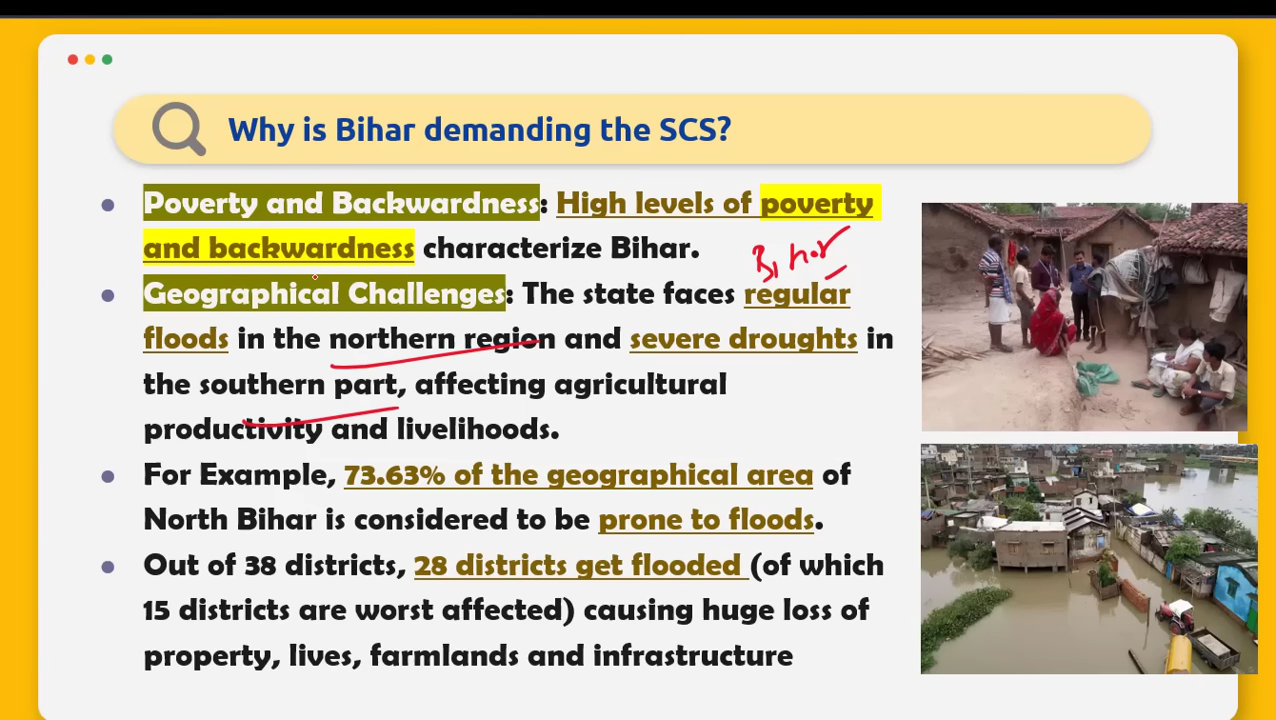 Why is Bihar demanding the SCS?
• Poverty and Backwardness: High levels of poverty
and backwardness characterize Bihar.
Bihar
• Geographical Challenges: The state faces regular
floods in the northern region and severe droughts in
the southern part, affecting agricultural
productivity and livelihoods.
• For Example, 73.63% of the geographical area of
North Bihar is considered to be prone to floods.
• Out of 38 districts, 28 districts get flooded (of which
15 districts are worst affected) causing huge loss of
property, lives, farmlands and infrastructure